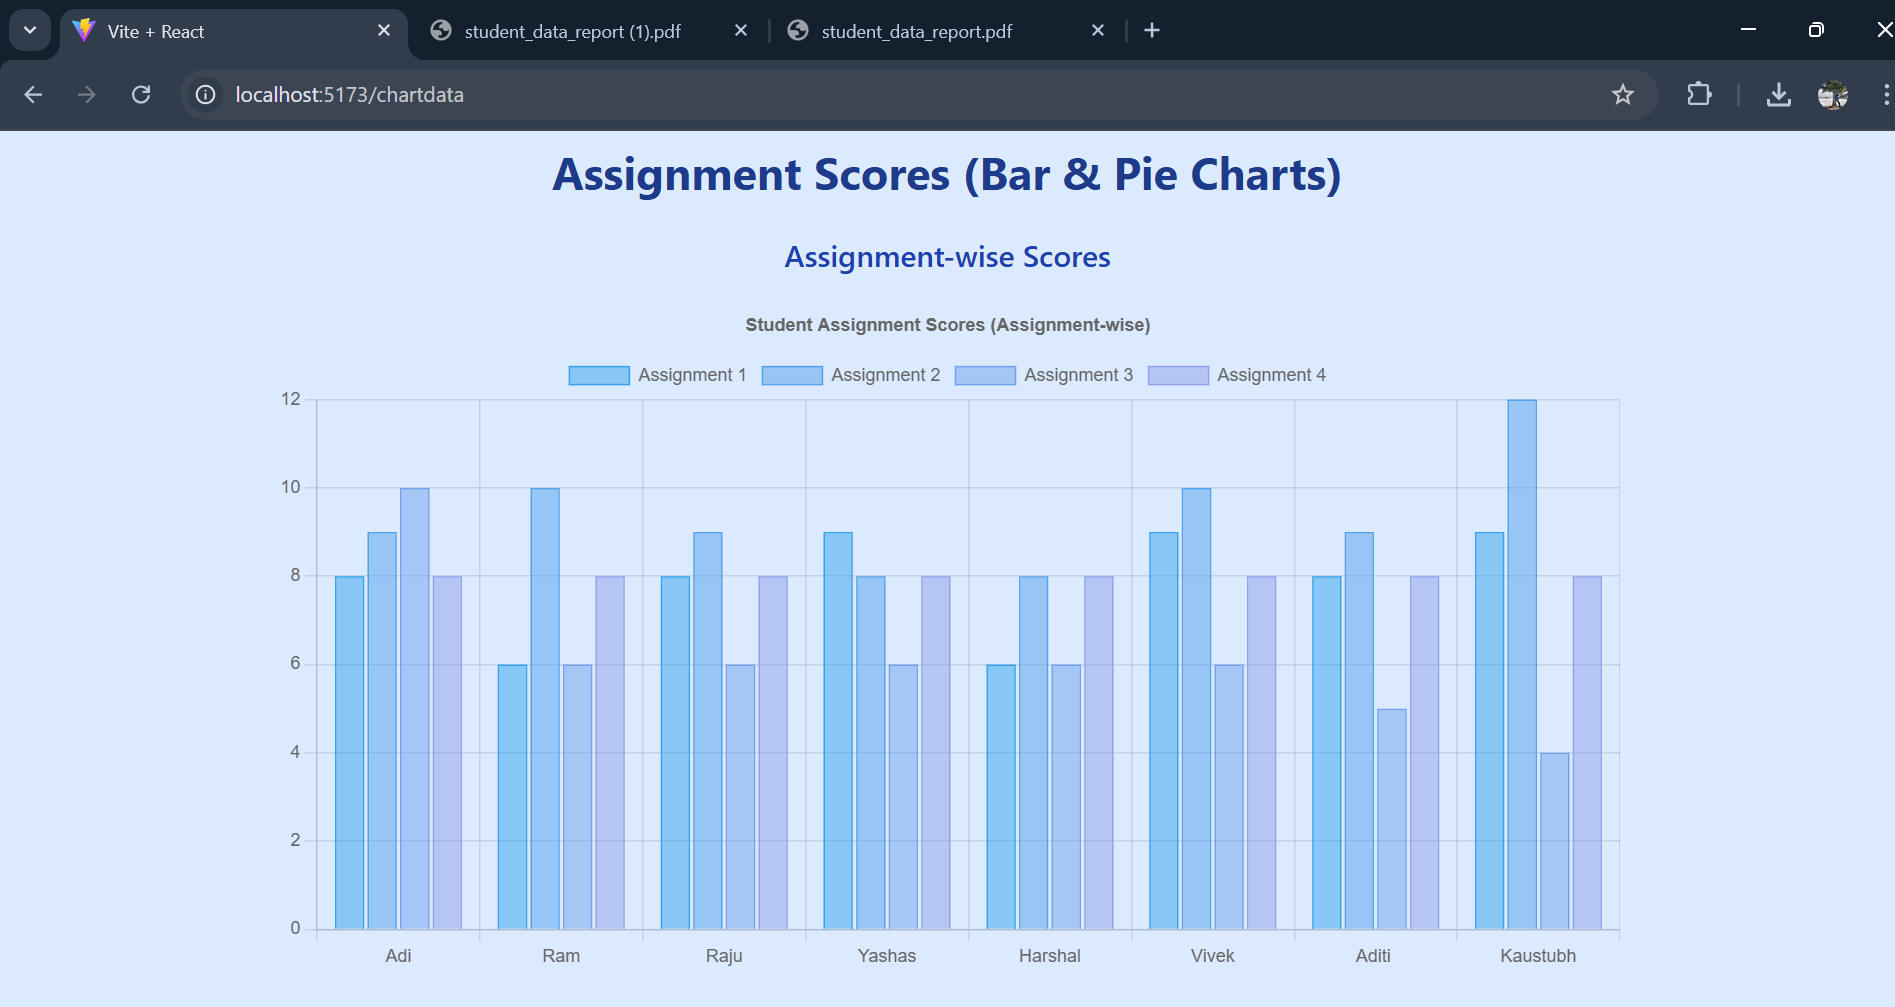 Vite + React
student_data_report (1).pdf
student_data_report.pdf
localhost:5173/chartdata
Assignment Scores (Bar & Pie Charts)
Assignment-wise Scores
Student Assignment Scores (Assignment-wise)
Assignment 1 Assignment 2 Assignment 3 Assignment 4
12
10
8
6
4
2
0
Adi Ram Raju Yashas Harshal Vivek Aditi Kaustubh